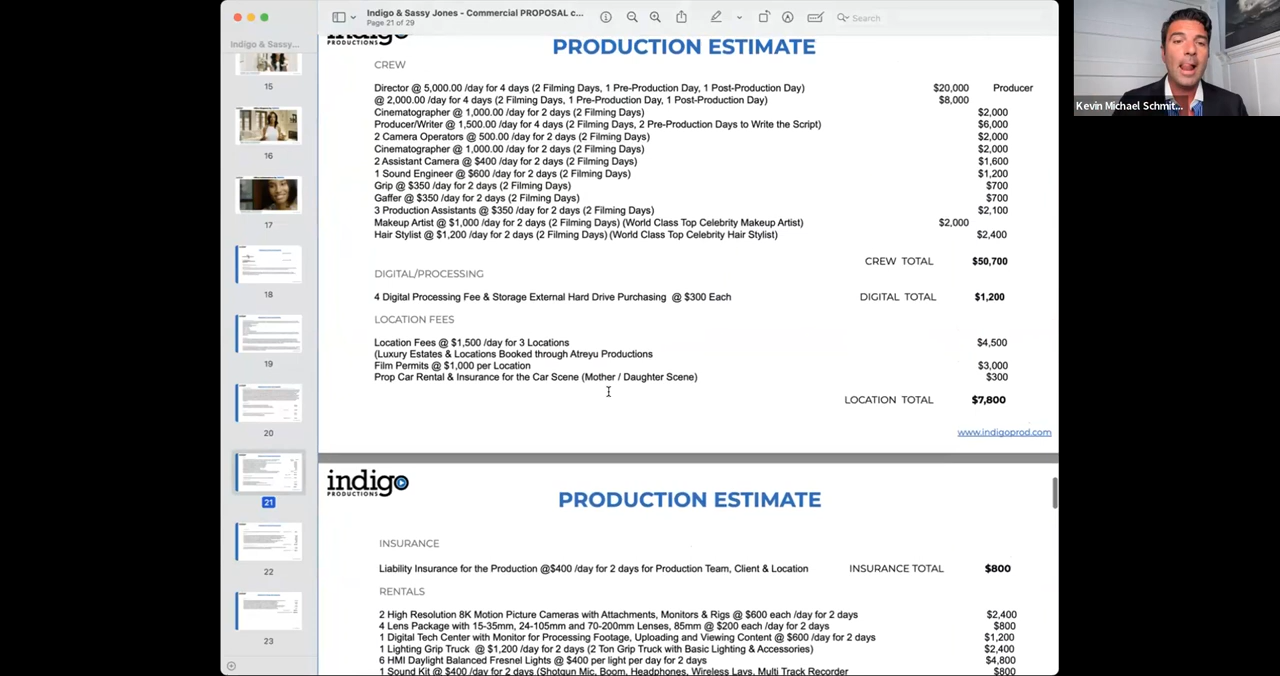 Indigo & Sassy Jones - Commercial PROPOSAL c...
Page 21 of 29
Search
Indigo & Sassy...
15
16
17
18
19
20
21
22
23
Kevin Michael Schmit...
indigo
PRODUCTIONS
PRODUCTION ESTIMATE
CREW
Director @ 5,000.00 /day for 4 days (2 Filming Days, 1 Pre-Production Day, 1 Post-Production Day) $20,000 Producer
@ 2,000.00 /day for 4 days (2 Filming Days, 1 Pre-Production Day, 1 Post-Production Day) $8,000
Cinematographer @ 1,000.00 /day for 2 days (2 Filming Days) $2,000
Producer/Writer @ 1,500.00 /day for 4 days (2 Filming Days, 2 Pre-Production Days to Write the Script) $6,000
2 Camera Operators @ 500.00 /day for 2 days (2 Filming Days) $2,000
Cinematographer @ 1,000.00 /day for 2 days (2 Filming Days) $2,000
2 Assistant Camera @ $400 /day for 2 days (2 Filming Days) $1,600
1 Sound Engineer @ $600 /day for 2 days (2 Filming Days) $1,200
Grip @ $350 /day for 2 days (2 Filming Days) $700
Gaffer @ $350 /day for 2 days (2 Filming Days) $700
3 Production Assistants @ $350 /day for 2 days (2 Filming Days) $2,100
Makeup Artist @ $1,000 /day for 2 days (2 Filming Days) (World Class Top Celebrity Makeup Artist) $2,000
Hair Stylist @ $1,200 /day for 2 days (2 Filming Days) (World Class Top Celebrity Hair Stylist) $2,400
CREW TOTAL $50,700
DIGITAL/PROCESSING
4 Digital Processing Fee & Storage External Hard Drive Purchasing @ $300 Each DIGITAL TOTAL $1,200
LOCATION FEES
Location Fees @ $1,500 /day for 3 Locations $4,500
(Luxury Estates & Locations Booked through Atreyu Productions
Film Permits @ $1,000 per Location $3,000
Prop Car Rental & Insurance for the Car Scene (Mother / Daughter Scene) $300
LOCATION TOTAL $7,800
www.indigoprod.com
indigo
PRODUCTIONS
PRODUCTION ESTIMATE
INSURANCE
Liability Insurance for the Production @$400 /day for 2 days for Production Team, Client & Location INSURANCE TOTAL $800
RENTALS
2 High Resolution 8K Motion Picture Cameras with Attachments, Monitors & Rigs @ $600 each /day for 2 days $2,400
4 Lens Package with 15-35mm, 24-105mm and 70-200mm Lenses, 85mm @ $200 each /day for 2 days $800
1 Digital Tech Center with Monitor for Processing Footage, Uploading and Viewing Content @ $600 /day for 2 days $1,200
1 Lighting Grip Truck @ $1,200 /day for 2 days (2 Ton Grip Truck with Basic Lighting & Accessories) $2,400
6 HMI Daylight Balanced Fresnel Lights @ $400 per light per day for 2 days $4,800
1 Sound Kit @ $400 /day for 2 days (Shotgun Mic, Boom, Headphones, Wireless Lavs, Multi Track Recorder $800